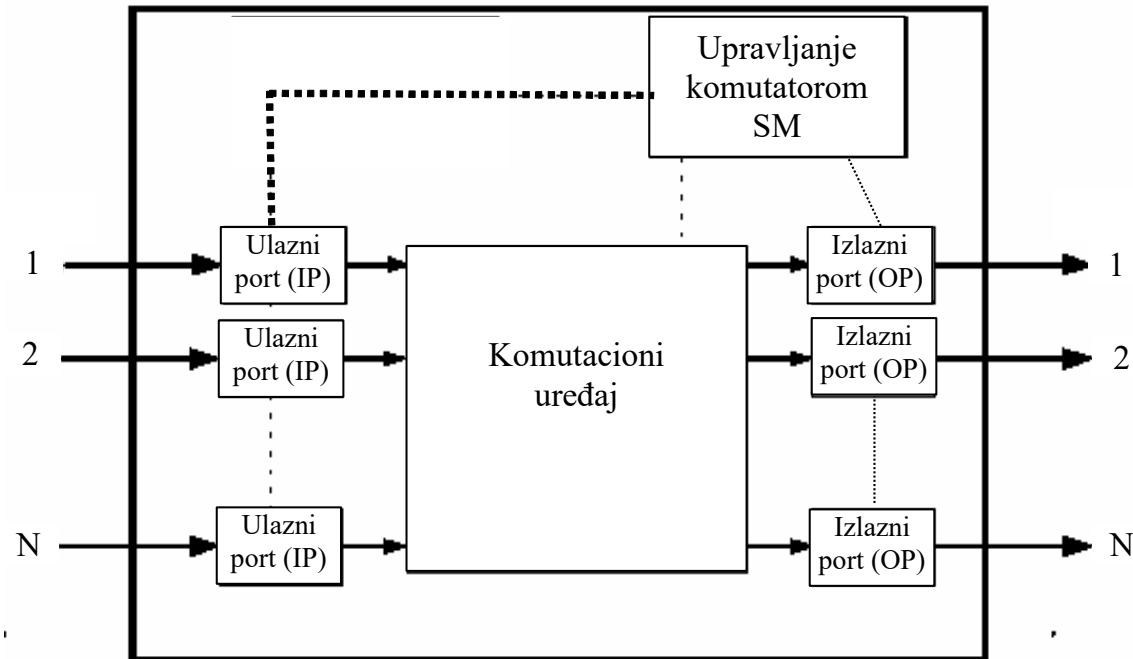 Upravljanje
komutatorom
SM
1
Ulazni
port (IP)
Izlazni
port (OP)
1
2
Ulazni
port (IP)
Komutacioni
uređaj
Izlazni
port (OP)
2
N
Ulazni
port (IP)
Izlazni
port (OP)
N